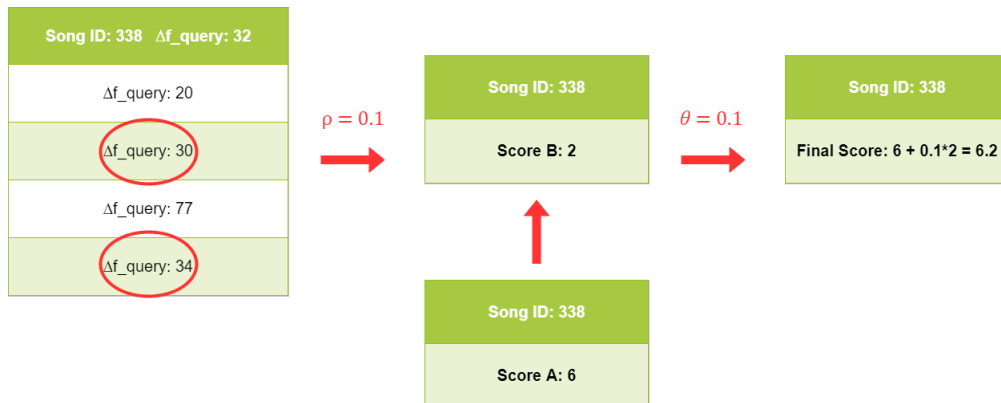 Song ID: 338 Δf_query: 32
Δf_query: 20
Δf_query: 30
Δf_query: 77
Δf_query: 34
ρ = 0.1
Song ID: 338
Score B: 2
θ = 0.1
Song ID: 338
Final Score: 6 + 0.1*2 = 6.2
Song ID: 338
Score A: 6